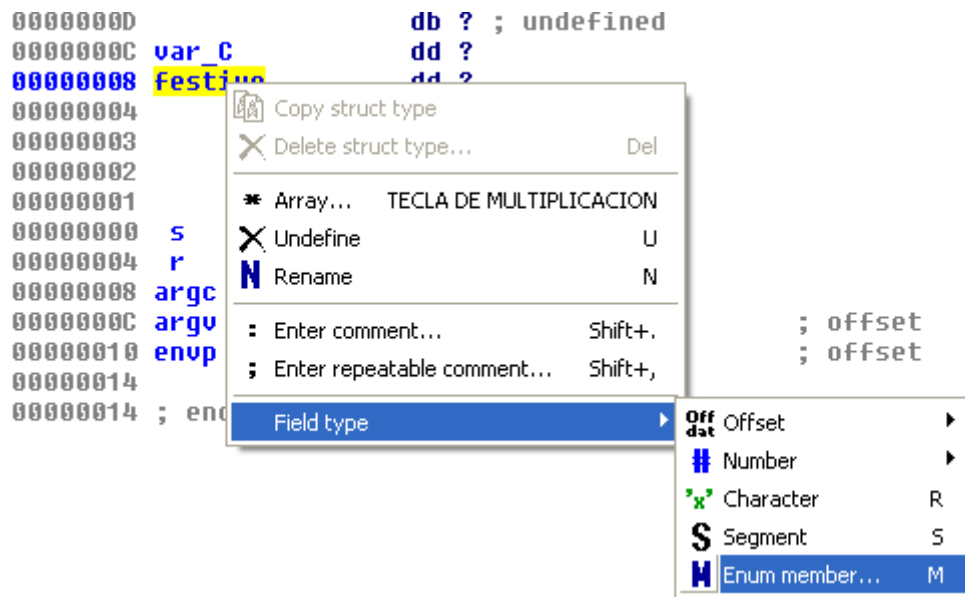 0000000D db ? ; undefined
0000000C var_C dd ?
00000008 festivo dd ?
00000004
00000003
00000002
00000001
00000000 s
00000004 r
00000008 argc
0000000C argv ; offset
00000010 envp ; offset
00000014
00000014 ; end
Copy struct type
Delete struct type... Del
Array... TECLA DE MULTIPLICACION
Undefine U
Rename N
Enter comment... Shift+.
Enter repeatable comment... Shift+,
Field type
Offset
Number
Character R
Segment S
Enum member... M